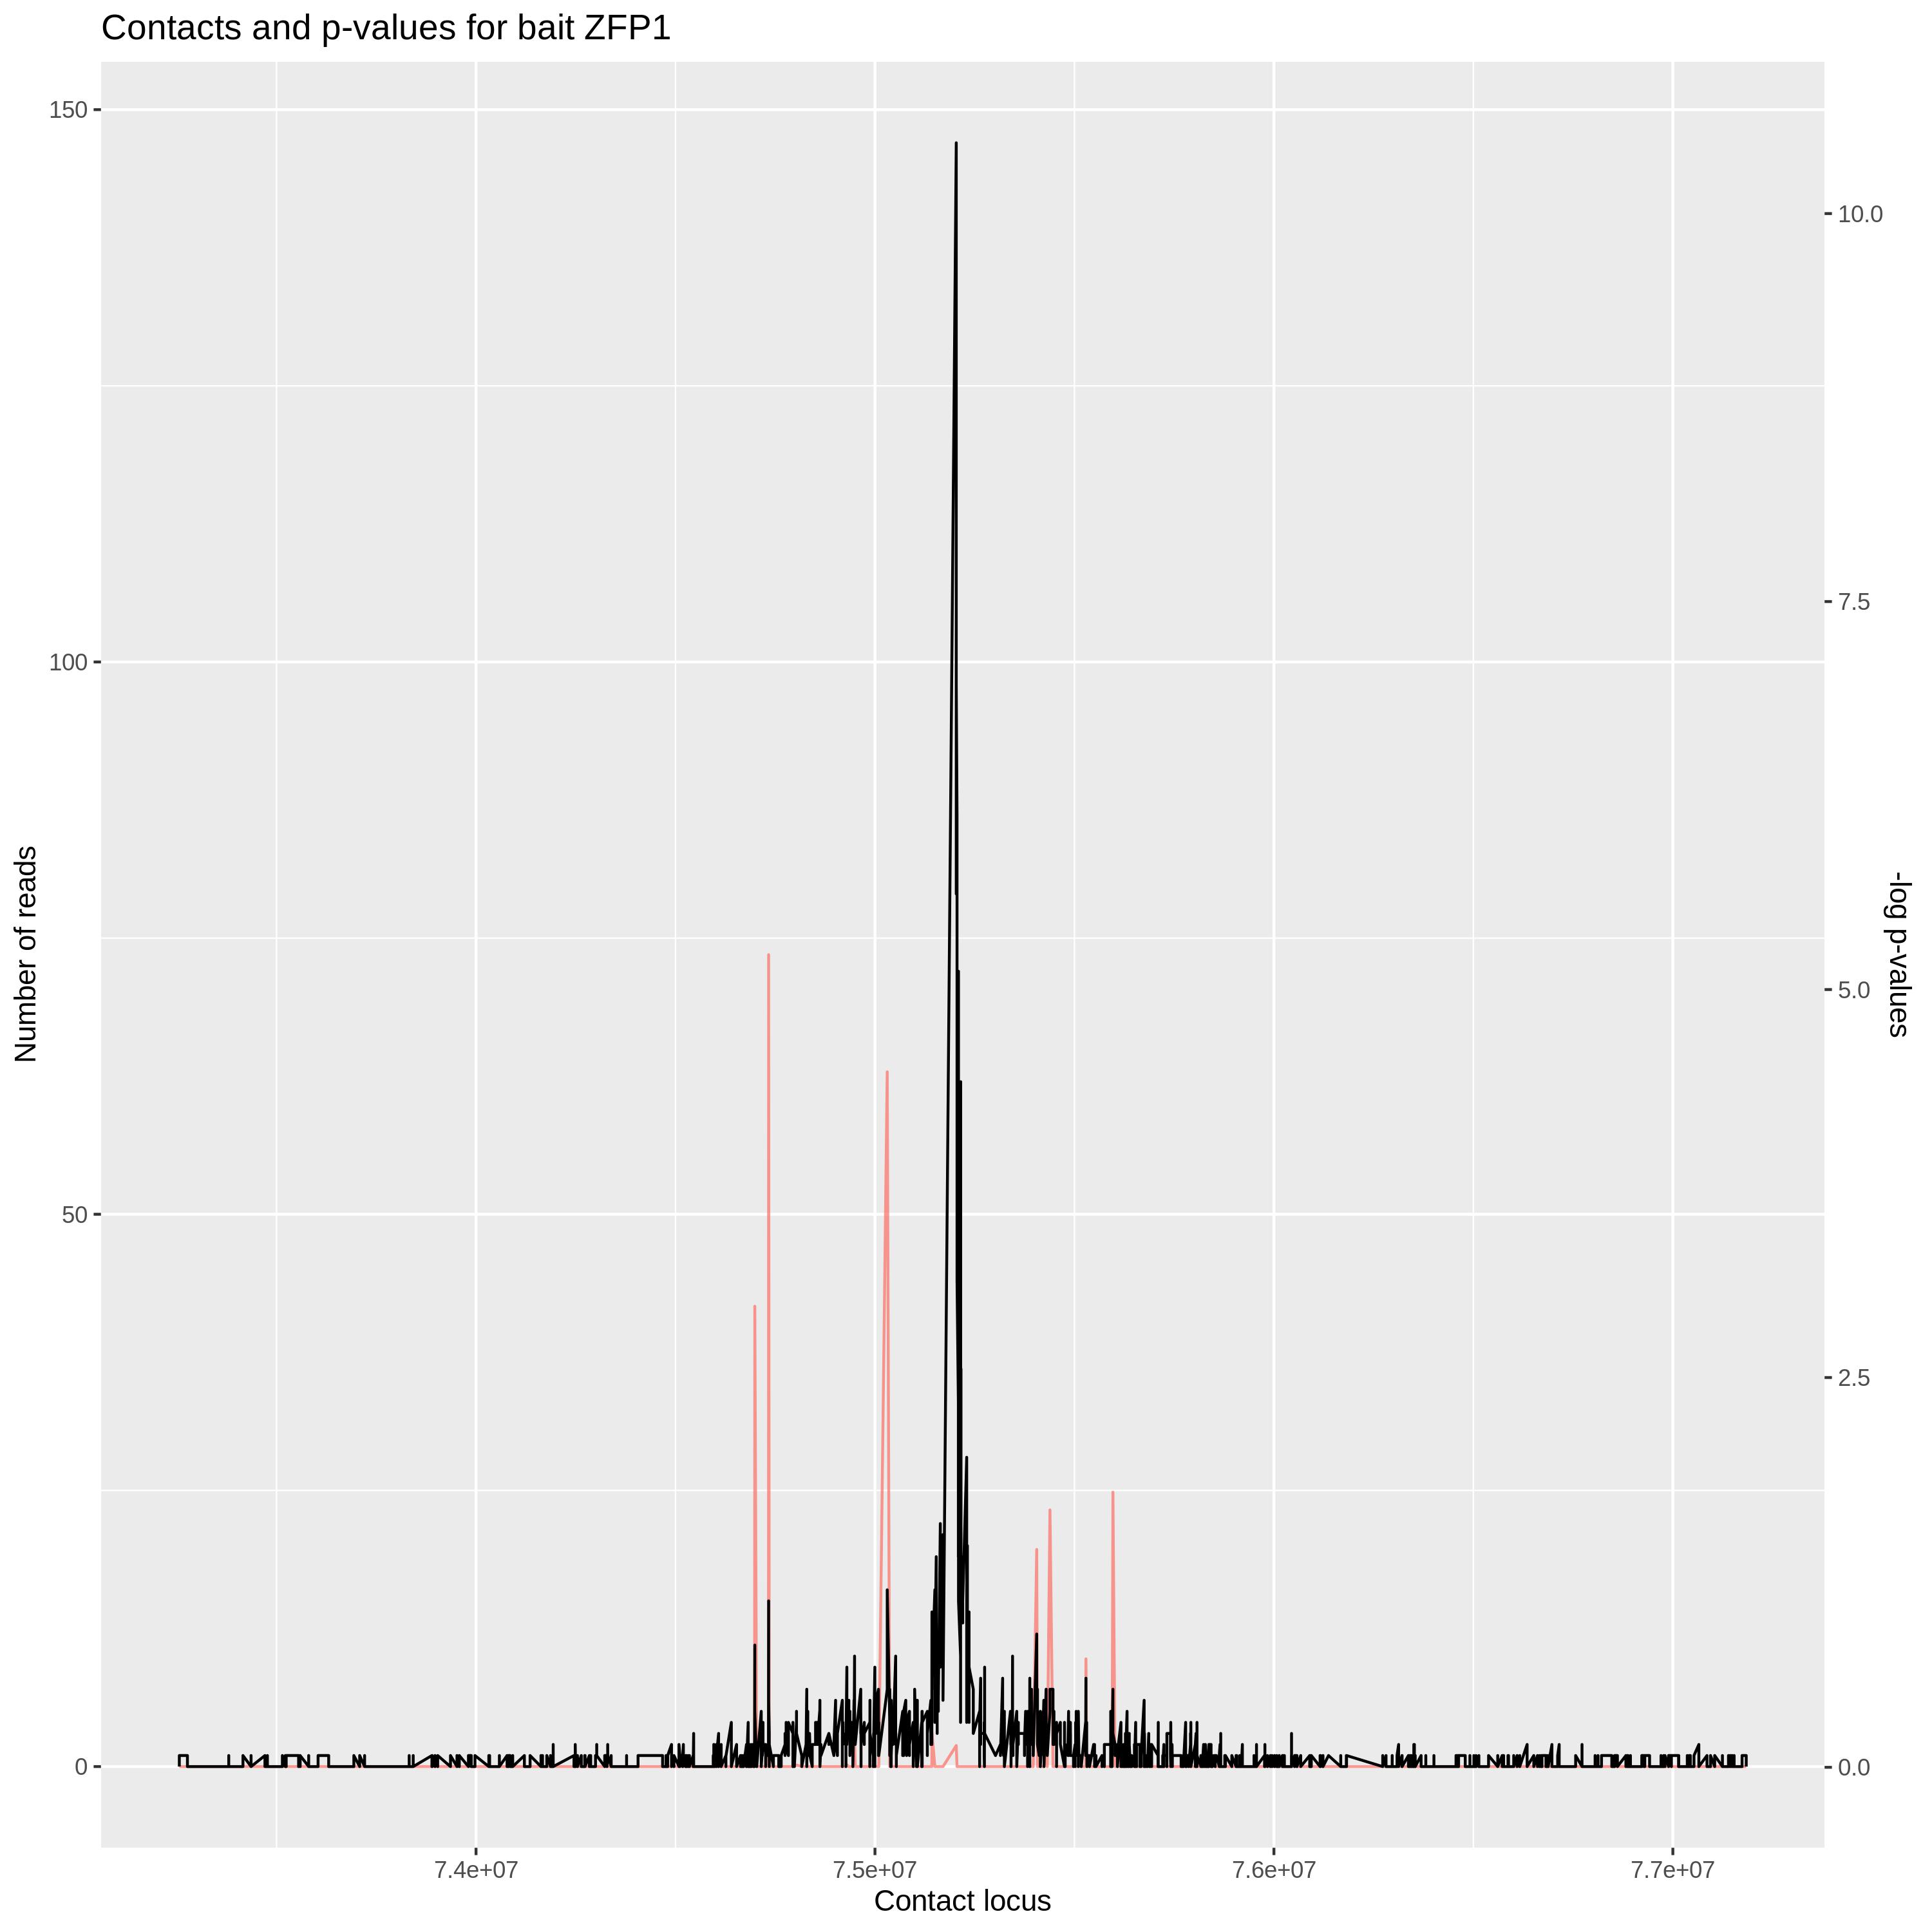 Contacts and p-values for bait ZFP1
150
100
50
0
Number of reads
10.0
7.5
5.0
2.5
0.0
-log p-values
7.4e+07
7.5e+07
7.6e+07
7.7e+07
Contact locus